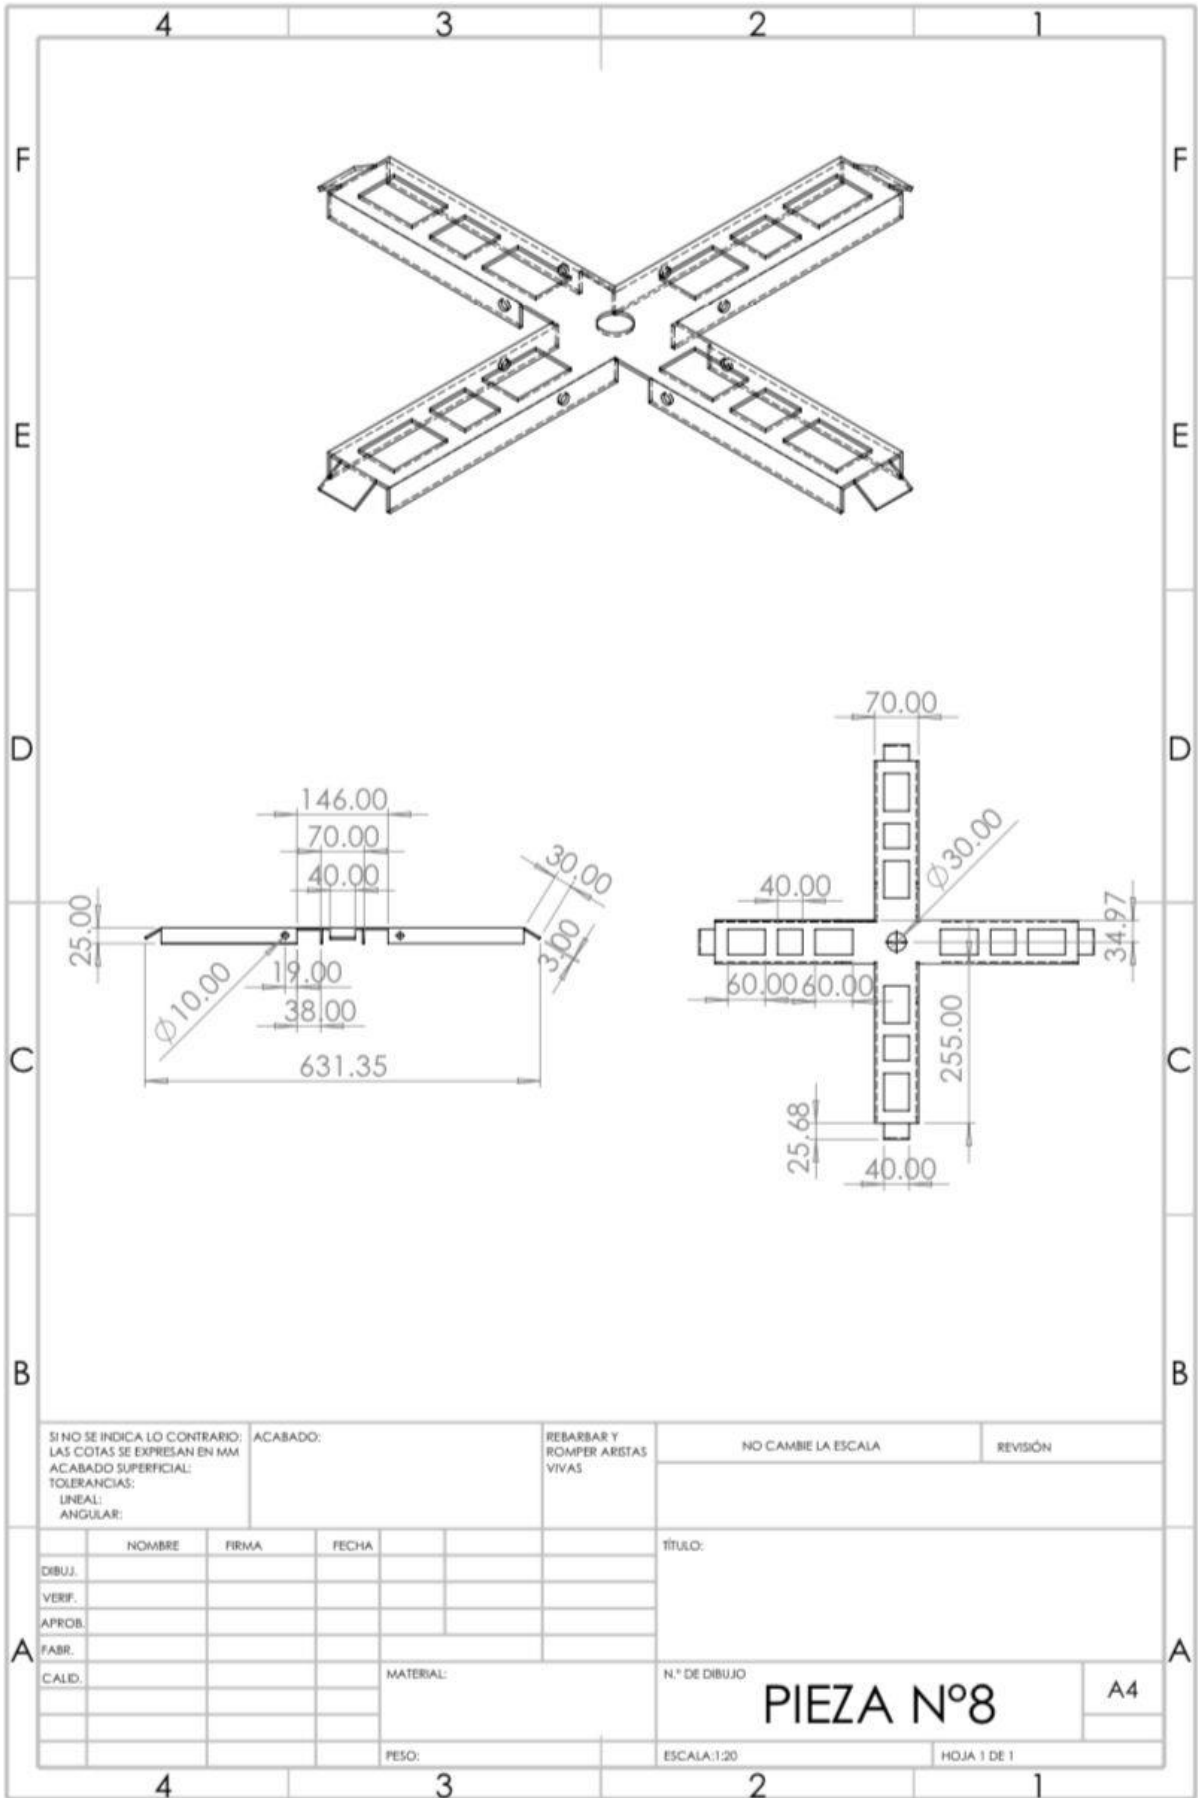 4 3 2 1
F F
E E
D D
C C
B B
A A
70.00
Ø30.00
40.00
34.97
60.00 60.00
255.00
25.68
40.00
146.00
70.00
40.00
30.00
25.00
3.00
19.00
Ø10.00
38.00
631.35
SI NO SE INDICA LO CONTRARIO:
LAS COTAS SE EXPRESAN EN MM
ACABADO SUPERFICIAL:
TOLERANCIAS:
LINEAL:
ANGULAR:
ACABADO:
REBARBAR Y
ROMPER ARISTAS
VIVAS
NO CAMBIE LA ESCALA
REVISIÓN
NOMBRE FIRMA FECHA
DIBUJ.
VERIF.
APROB.
FABR.
CALID.
TÍTULO:
MATERIAL:
N.º DE DIBUJO
PIEZA Nº8
A4
PESO:
ESCALA:1:20
HOJA 1 DE 1
4 3 2 1